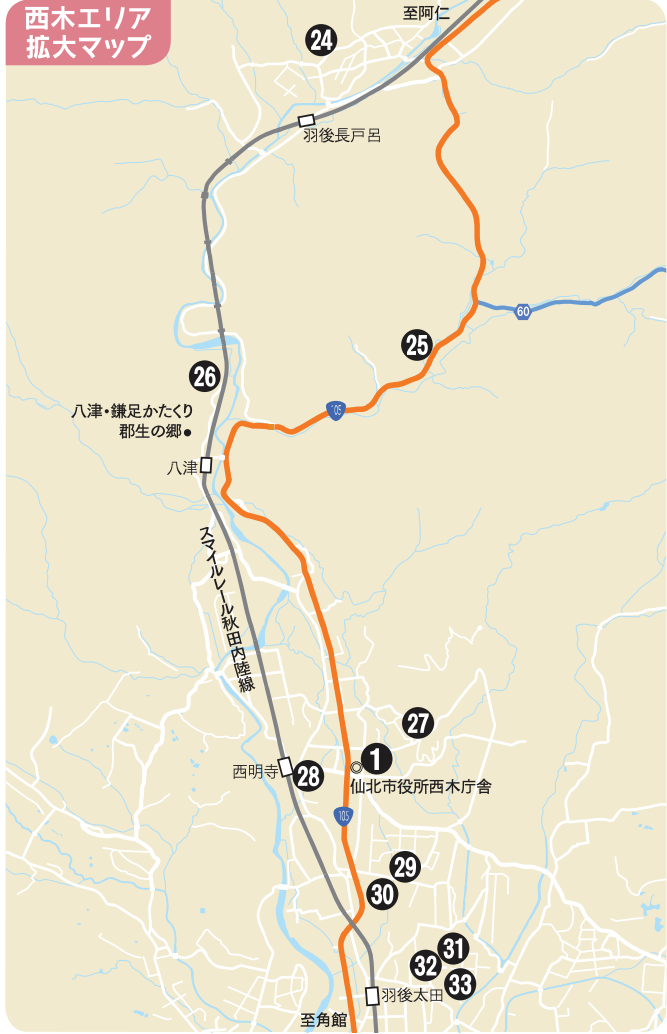 西木エリア
拡大マップ
至阿仁
24
羽後長戸呂
60
25
26
105
八津・鎌足かたくり
郡生の郷
八津
スマイルレール秋田内陸線
27
1
西明寺
28
仙北市役所西木庁舎
105
29
30
31
32
33
羽後太田
至角館